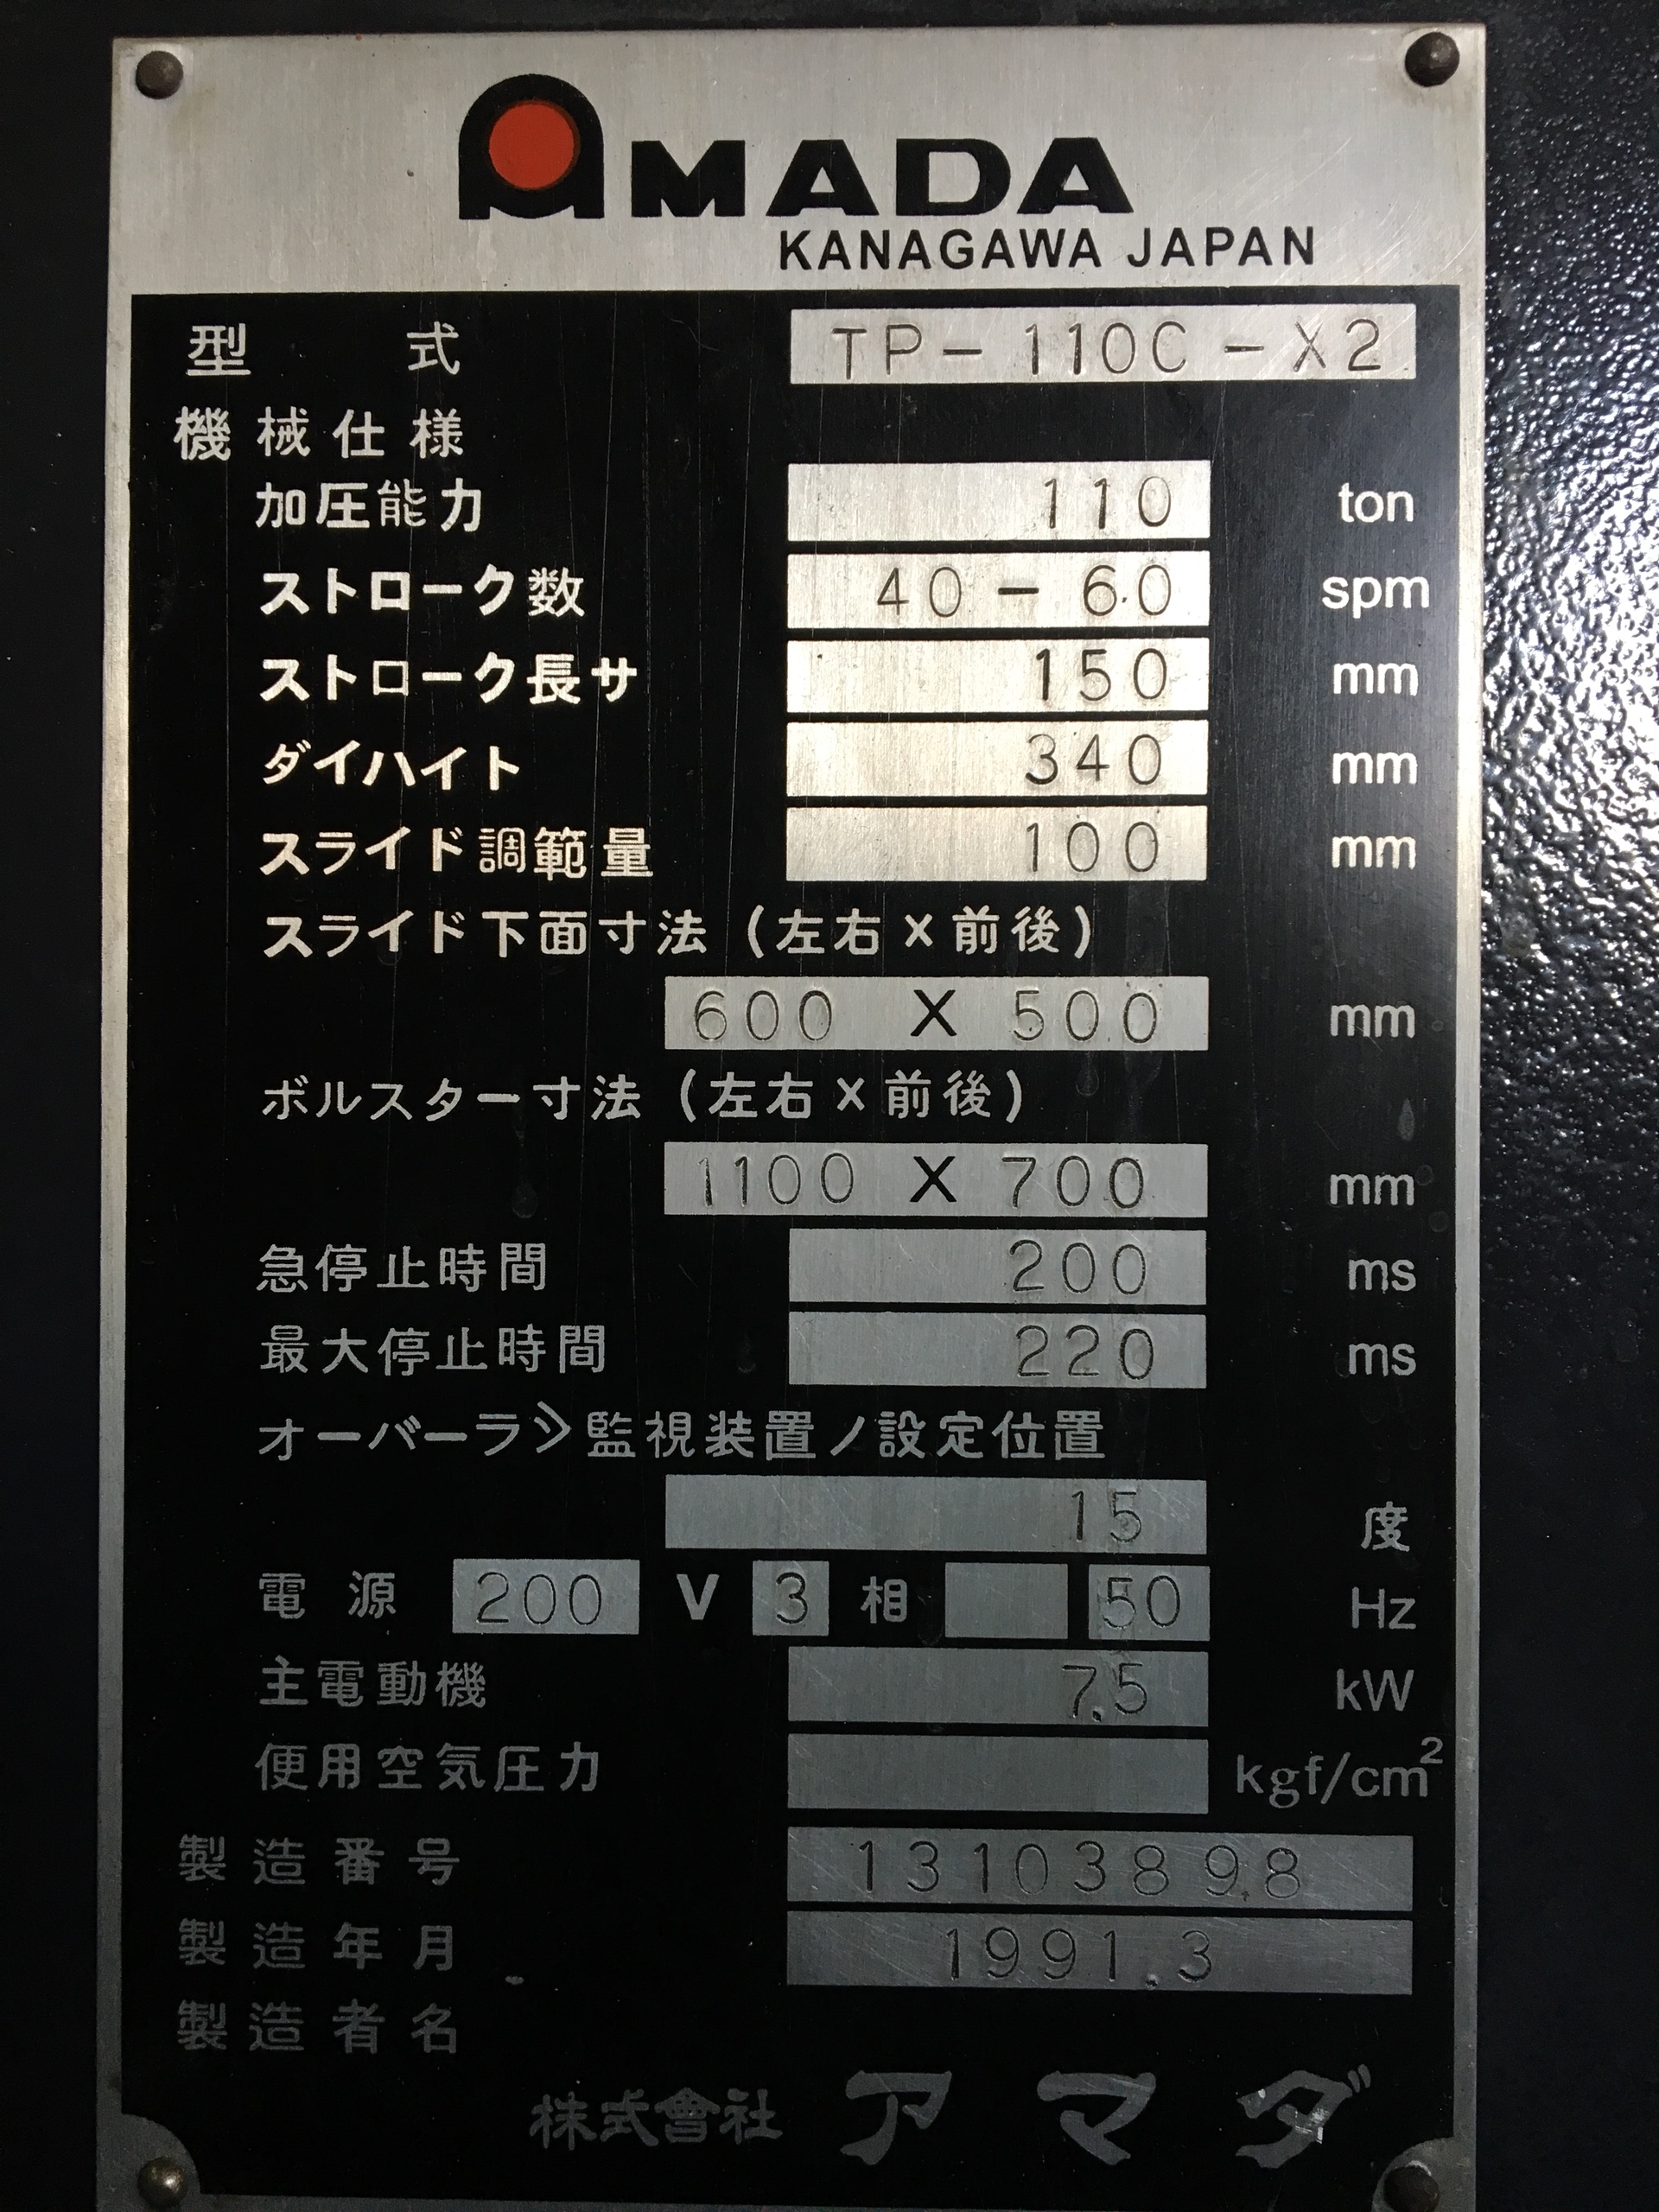 AMADA
KANAGAWA JAPAN
型式 TP-110C-X2
機械仕様
加圧能力 110 ton
ストローク数 40-60 spm
ストローク長サ 150 mm
ダイハイト 340 mm
スライド調範量 100 mm
スライド下面寸法(左右×前後)
600 X 500 mm
ボルスター寸法(左右×前後)
1100 X 700 mm
急停止時間 200 ms
最大停止時間 220 ms
オーバーラン監視装置ノ設定位置
15 度
電源 200 V 3 相 50 Hz
主電動機 7.5 kW
便用空気圧力 kgf/cm²
製造番号 13103898
製造年月 1991.3
製造者名
株式會社 アマダ